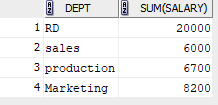 DEPT SUM(SALARY)
1 RD 20000
2 sales 6000
3 production 6700
4 Marketing 8200